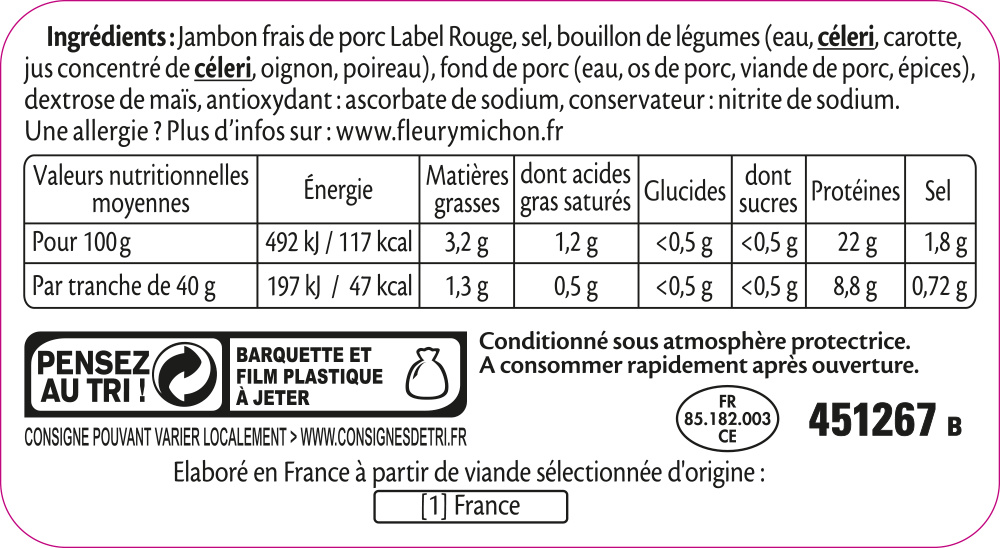 Ingrédients : Jambon frais de porc Label Rouge, sel, bouillon de légumes (eau, céleri, carotte,
jus concentré de céleri, oignon, poireau), fond de porc (eau, os de porc, viande de porc, épices),
dextrose de maïs, antioxydant : ascorbate de sodium, conservateur : nitrite de sodium.
Une allergie ? Plus d'infos sur : www.fleurymichon.fr
Valeurs nutritionnelles moyennes Énergie Matières grasses dont acides gras saturés Glucides dont sucres Protéines Sel
Pour 100 g 492 kJ / 117 kcal 3,2 g 1,2 g <0,5 g <0,5 g 22 g 1,8 g
Par tranche de 40 g 197 kJ / 47 kcal 1,3 g 0,5 g <0,5 g <0,5 g 8,8 g 0,72 g
PENSEZ
AU TRI !
BARQUETTE ET
FILM PLASTIQUE
À JETER
CONSIGNE POUVANT VARIER LOCALEMENT > WWW.CONSIGNESDETRI.FR
Conditionné sous atmosphère protectrice.
A consommer rapidement après ouverture.
FR
85.182.003
CE
451267 B
Elaboré en France à partir de viande sélectionnée d'origine :
[1] France